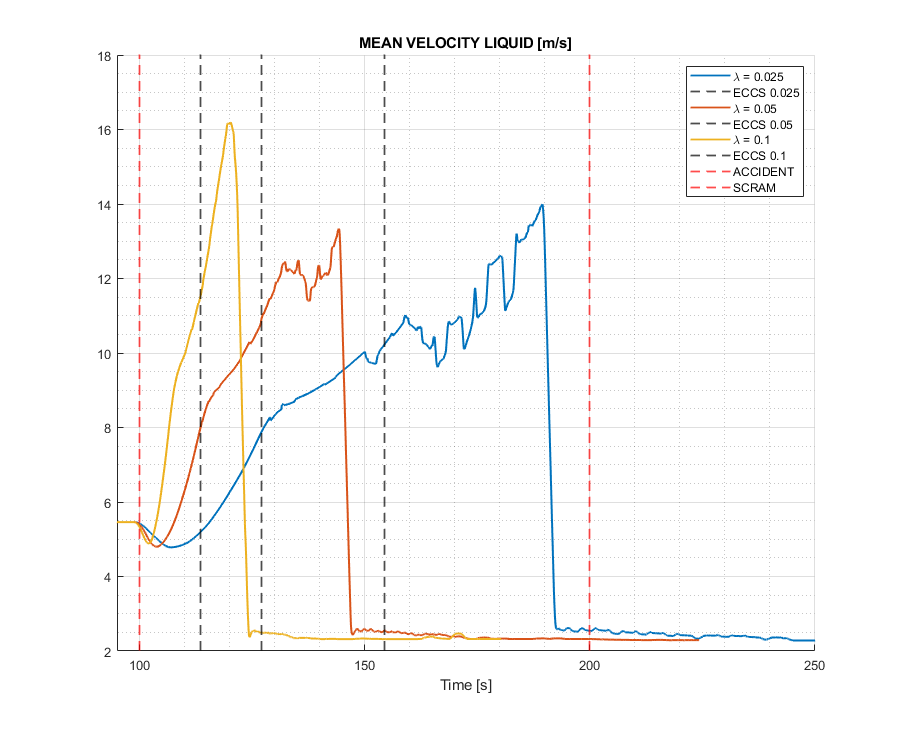 MEAN VELOCITY LIQUID [m/s]
18
16
14
12
10
8
6
4
2
λ = 0.025
ECCS 0.025
λ = 0.05
ECCS 0.05
λ = 0.1
ECCS 0.1
ACCIDENT
SCRAM
100 150 200 250
Time [s]